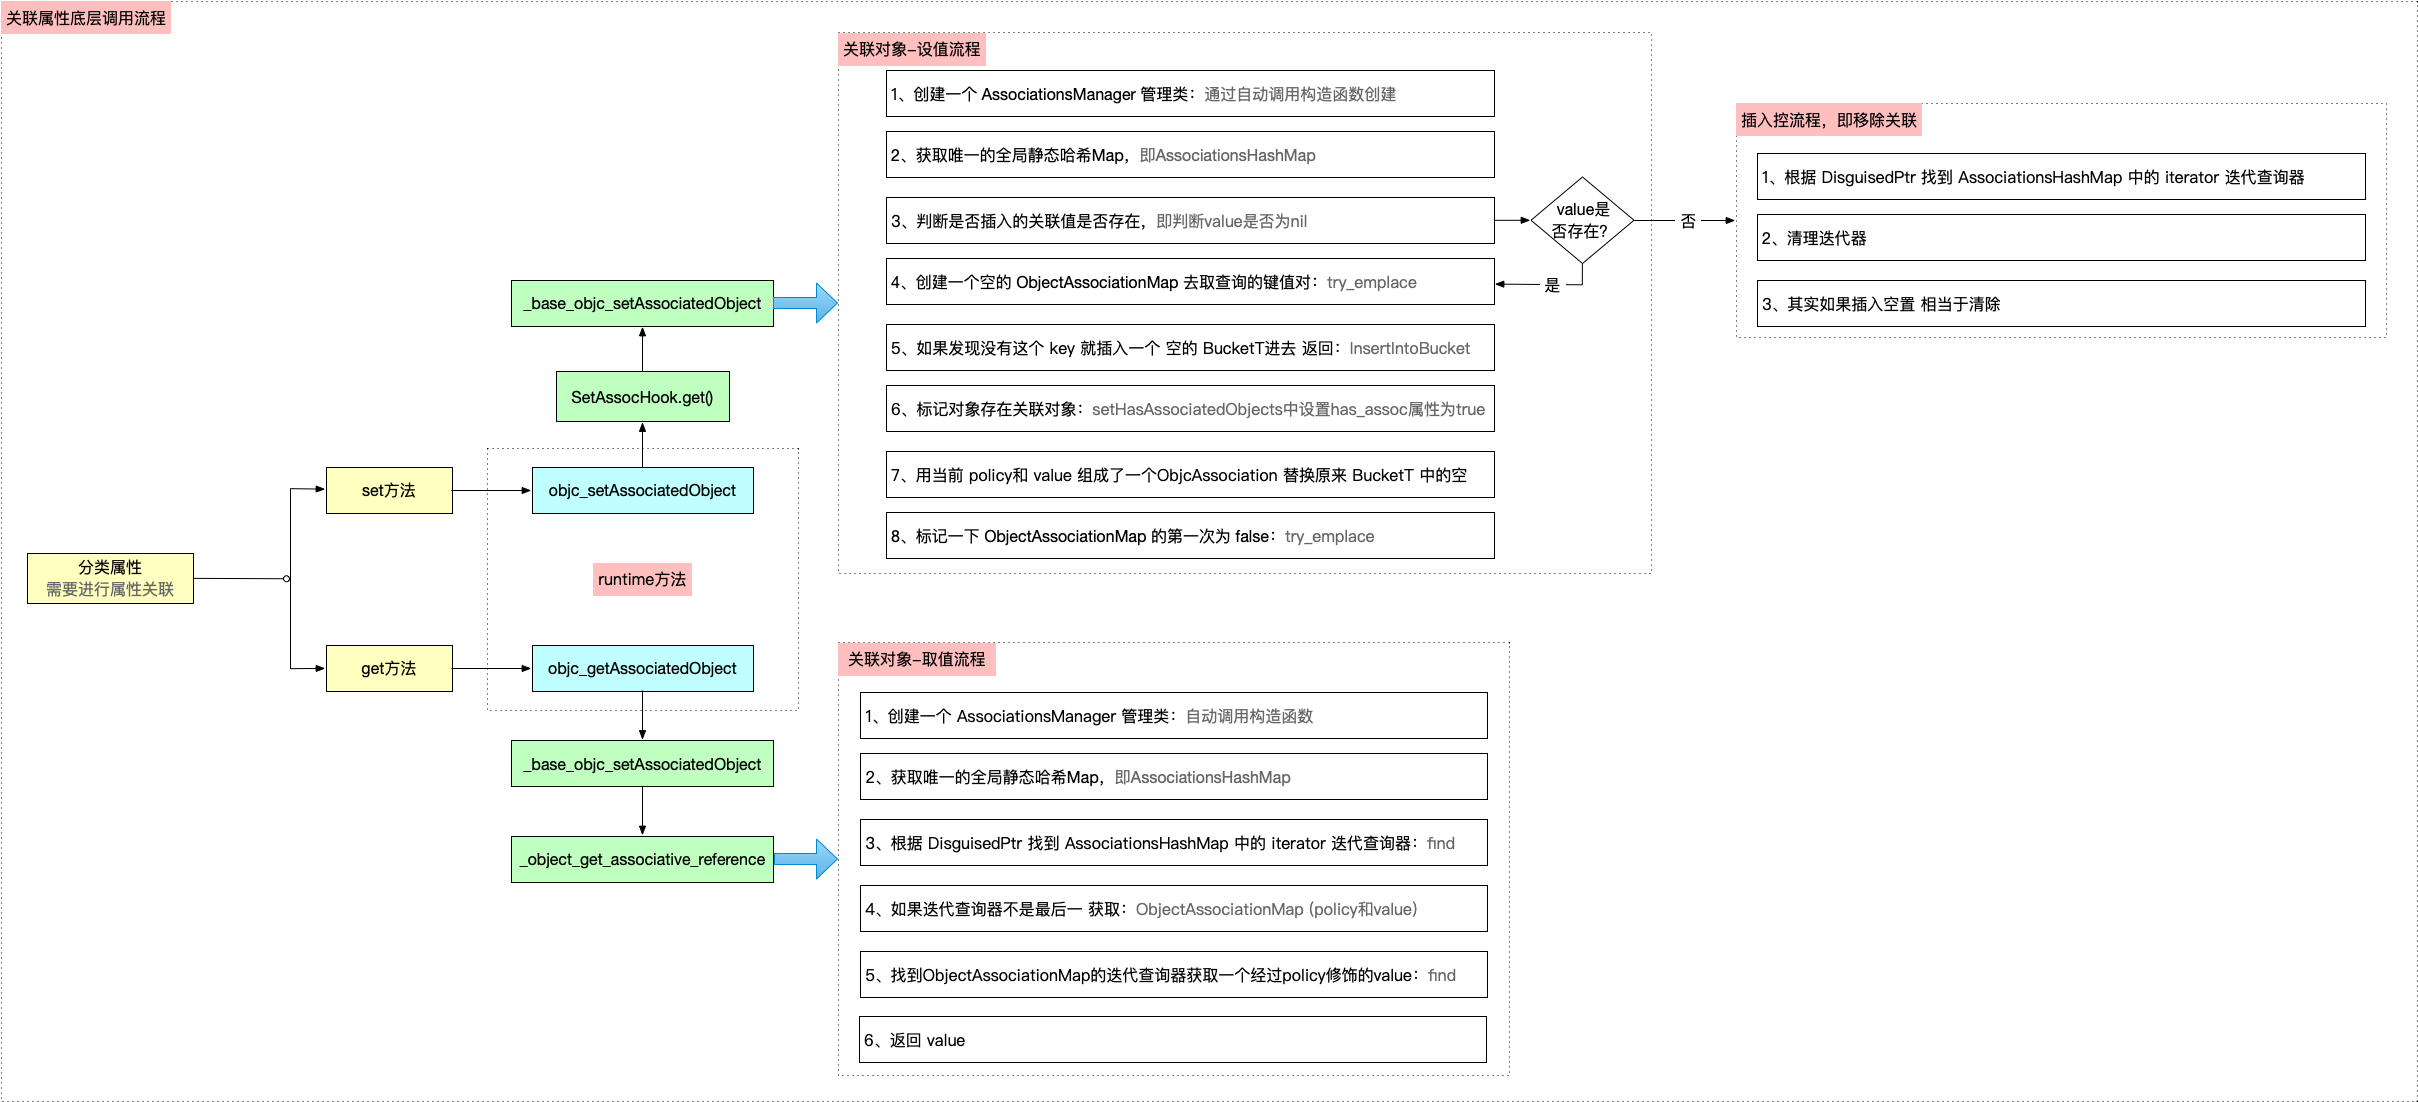 关联属性底层调用流程
关联对象-设值流程
1、创建一个 AssociationsManager 管理类：通过自动调用构造函数创建
2、获取唯一的全局静态哈希Map，即AssociationsHashMap
3、判断是否插入的关联值是否存在，即判断value是否为nil
4、创建一个空的 ObjectAssociationMap 去取查询的键值对：try_emplace
5、如果发现没有这个 key 就插入一个 空的 BucketT进去 返回：InsertIntoBucket
6、标记对象存在关联对象：setHasAssociatedObjects中设置has_assoc属性为true
7、用当前 policy和 value 组成了一个ObjcAssociation 替换原来 BucketT 中的空
8、标记一下 ObjectAssociationMap 的第一次为 false：try_emplace
value是
否存在?
否
是
插入控流程，即移除关联
1、根据 DisguisedPtr 找到 AssociationsHashMap 中的 iterator 迭代查询器
2、清理迭代器
3、其实如果插入空置 相当于清除
_base_objc_setAssociatedObject
SetAssocHook.get()
set方法
objc_setAssociatedObject
分类属性
需要进行属性关联
runtime方法
get方法
objc_getAssociatedObject
_base_objc_setAssociatedObject
_object_get_associative_reference
关联对象-取值流程
1、创建一个 AssociationsManager 管理类：自动调用构造函数
2、获取唯一的全局静态哈希Map，即AssociationsHashMap
3、根据 DisguisedPtr 找到 AssociationsHashMap 中的 iterator 迭代查询器：find
4、如果迭代查询器不是最后一 获取：ObjectAssociationMap (policy和value)
5、找到ObjectAssociationMap的迭代查询器获取一个经过policy修饰的value：find
6、返回 value